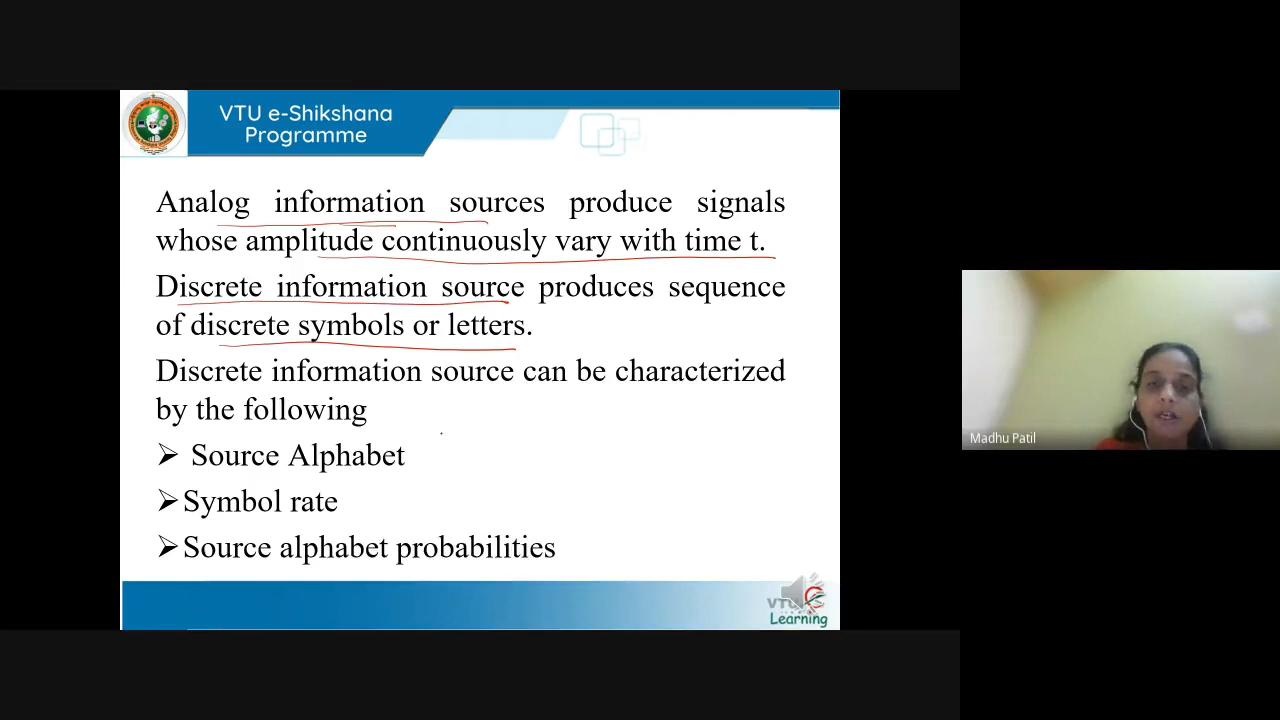 VTU e-Shikshana
Programme
Analog information sources produce signals
whose amplitude continuously vary with time t.
Discrete information source produces sequence
of discrete symbols or letters.
Discrete information source can be characterized
by the following
➢ Source Alphabet
➢Symbol rate
➢Source alphabet probabilities
Madhu Patil
VTU
Learning